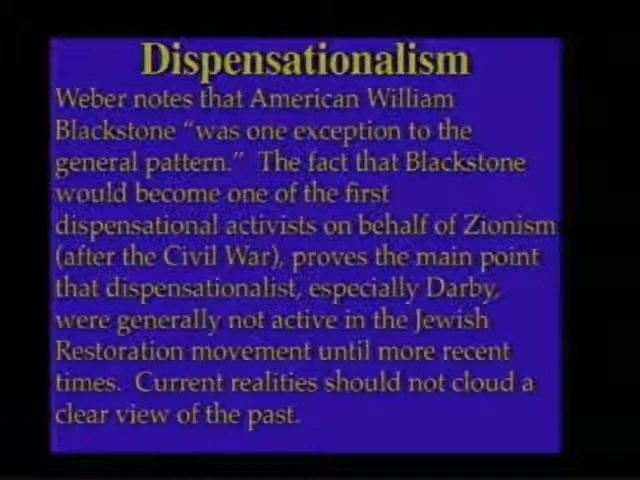 Dispensationalism
Weber notes that American William
Blackstone “was one exception to the
general pattern.” The fact that Blackstone
would become one of the first
dispensational activists on behalf of Zionism
(after the Civil War), proves the main point
that dispensationalist, especially Darby,
were generally not active in the Jewish
Restoration movement until more recent
times. Current realities should not cloud a
clear view of the past.